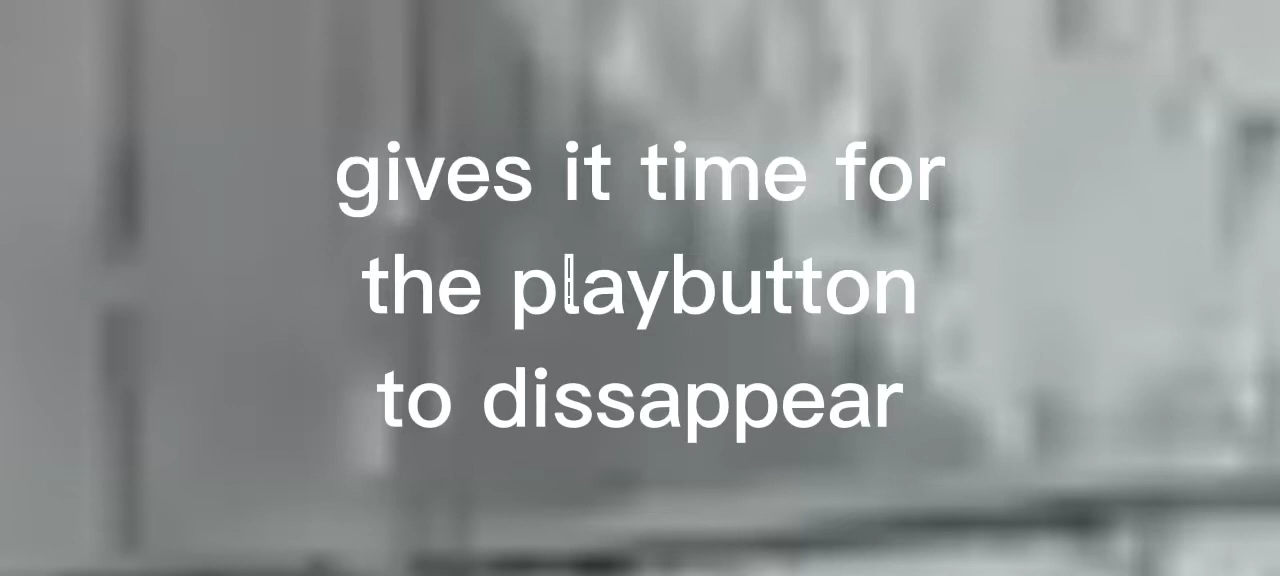 gives it time for
the playbutton
to dissappear